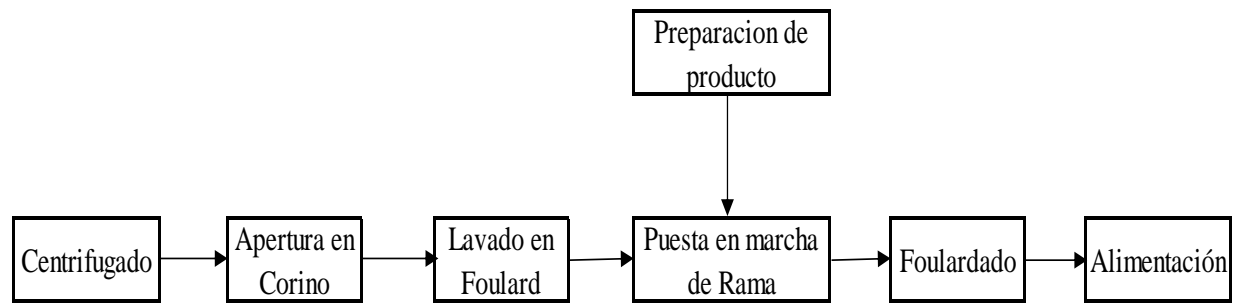 Preparacion de
producto
Centrifugado
Apertura en
Corino
Lavado en
Foulard
Puesta en marcha
de Rama
Foulardado
Alimentación